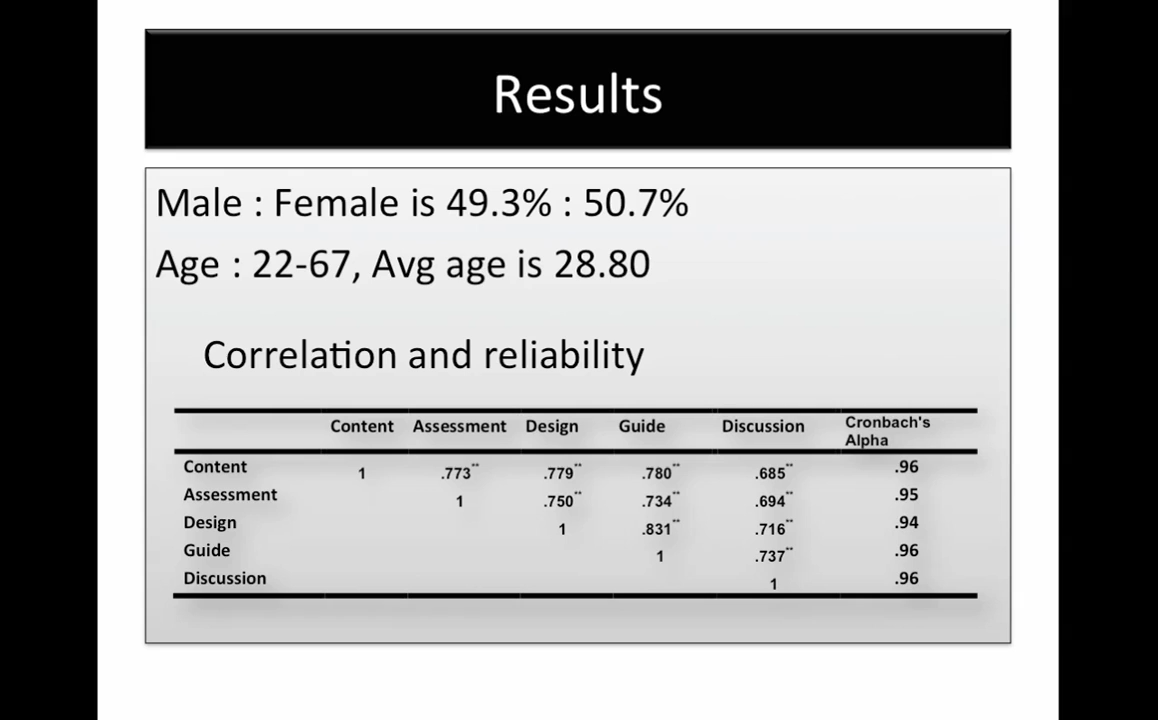 Results
Male : Female is 49.3% : 50.7%
Age : 22-67, Avg age is 28.80
Correlation and reliability
Content Assessment Design Guide Discussion Cronbach's Alpha
Content 1 .773** .779** .780** .685** .96
Assessment 1 .750** .734** .694** .95
Design 1 .831** .716** .94
Guide 1 .737** .96
Discussion 1 .96